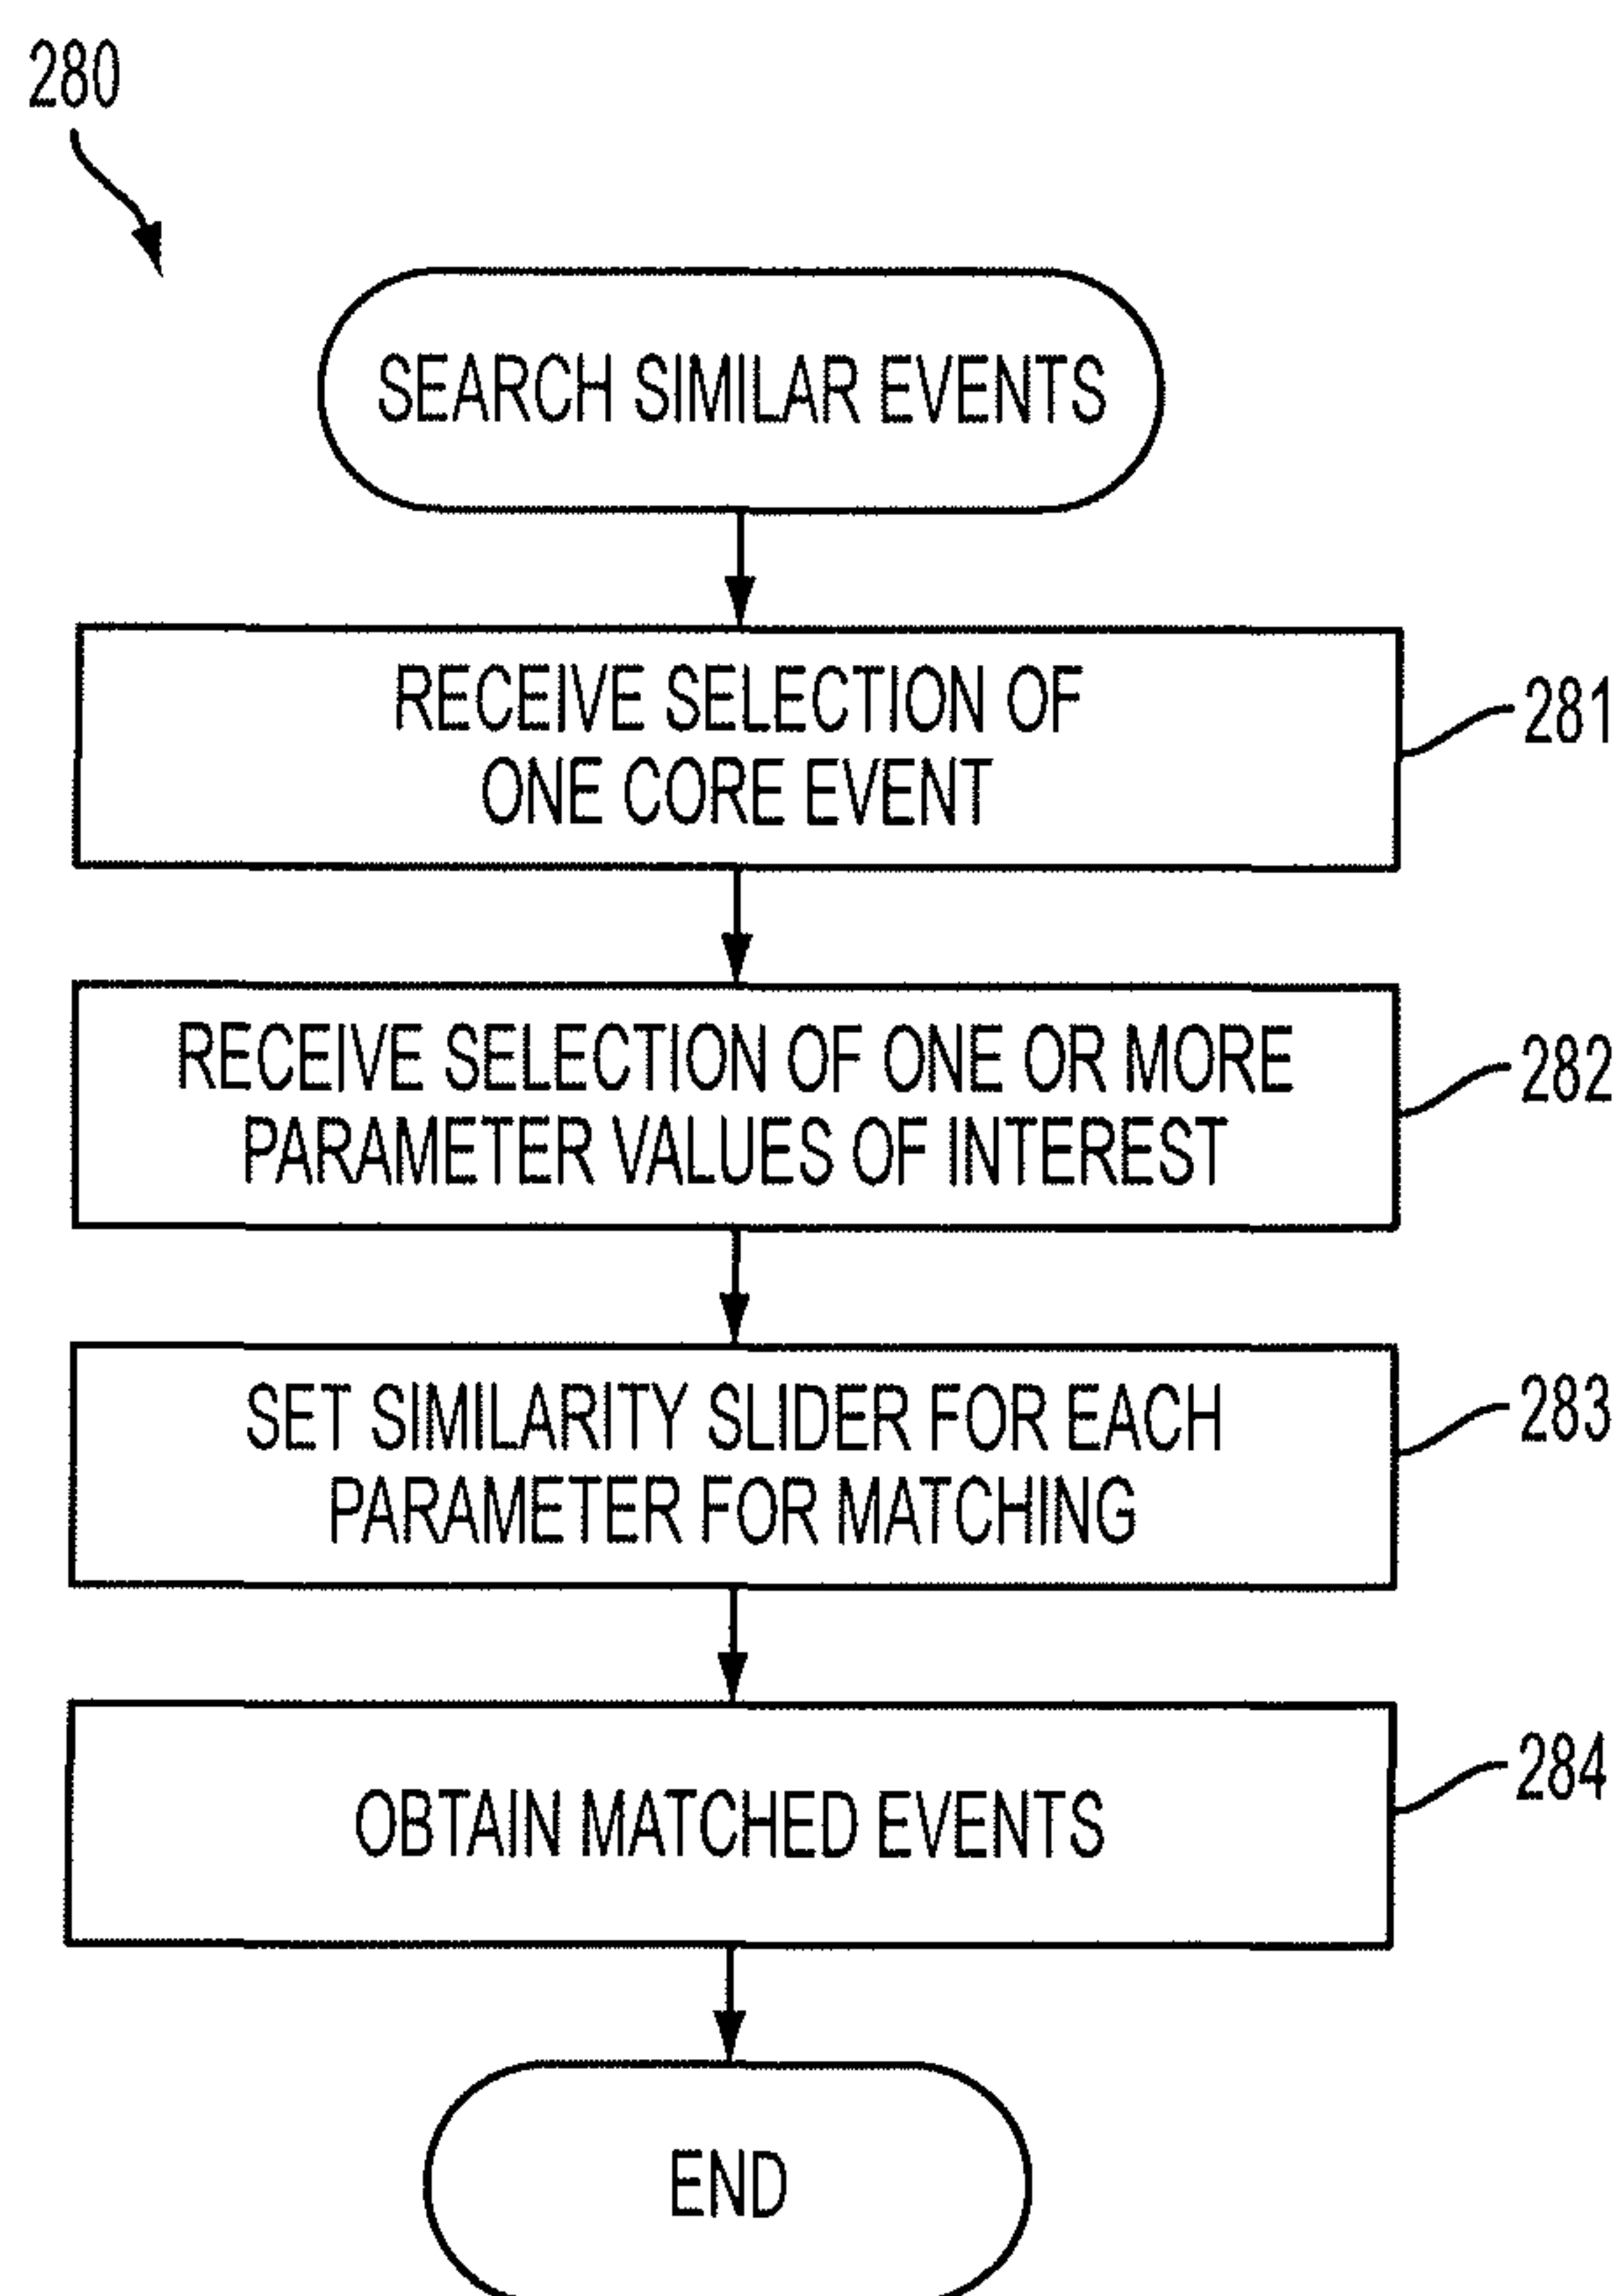 280
SEARCH SIMILAR EVENTS
RECEIVE SELECTION OF
ONE CORE EVENT
281
RECEIVE SELECTION OF ONE OR MORE
PARAMETER VALUES OF INTEREST
282
SET SIMILARITY SLIDER FOR EACH
PARAMETER FOR MATCHING
283
OBTAIN MATCHED EVENTS
284
END